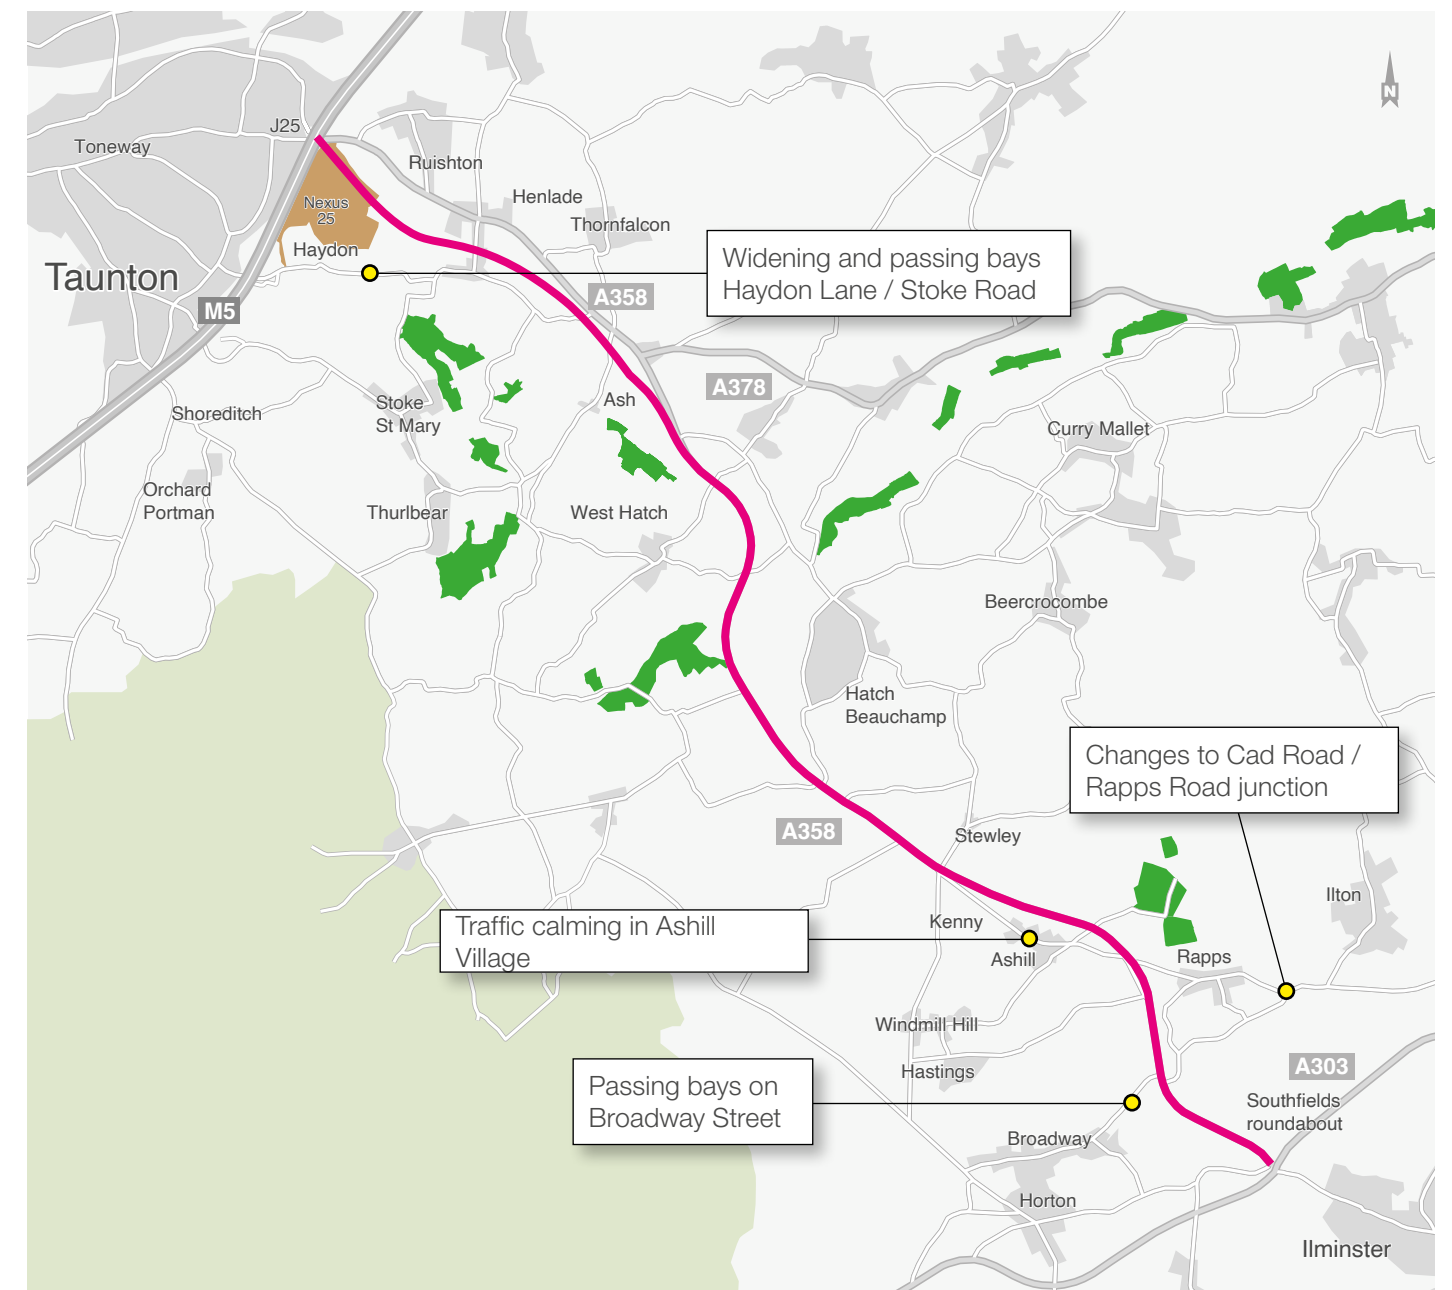 J25
Toneway
Ruishton
Henlade
Nexus
25
Thornfalcon
Haydon
Widening and passing bays
Haydon Lane / Stoke Road
Taunton
A358
M5
A378
Ash
Stoke
St Mary
Shoreditch
Curry Mallet
Orchard
Portman
Thurlbear
West Hatch
Beercrocombe
Hatch
Beauchamp
Changes to Cad Road /
Rapps Road junction
A358
Stewley
Ilton
Traffic calming in Ashill
Village
Kenny
Ashill
Rapps
Windmill Hill
Hastings
A303
Passing bays on
Broadway Street
Southfields
roundabout
Broadway
Horton
Ilminster
N